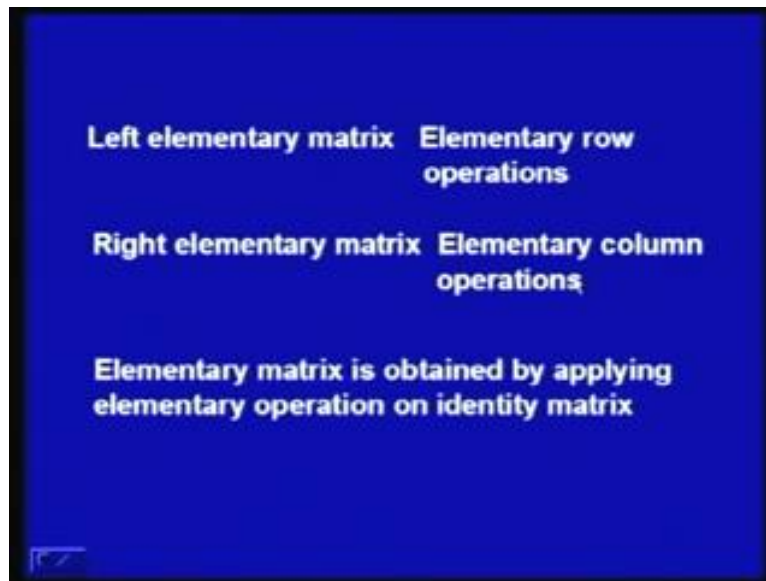 Left elementary matrix Elementary row
operations
Right elementary matrix Elementary column
operations
Elementary matrix is obtained by applying
elementary operation on identity matrix